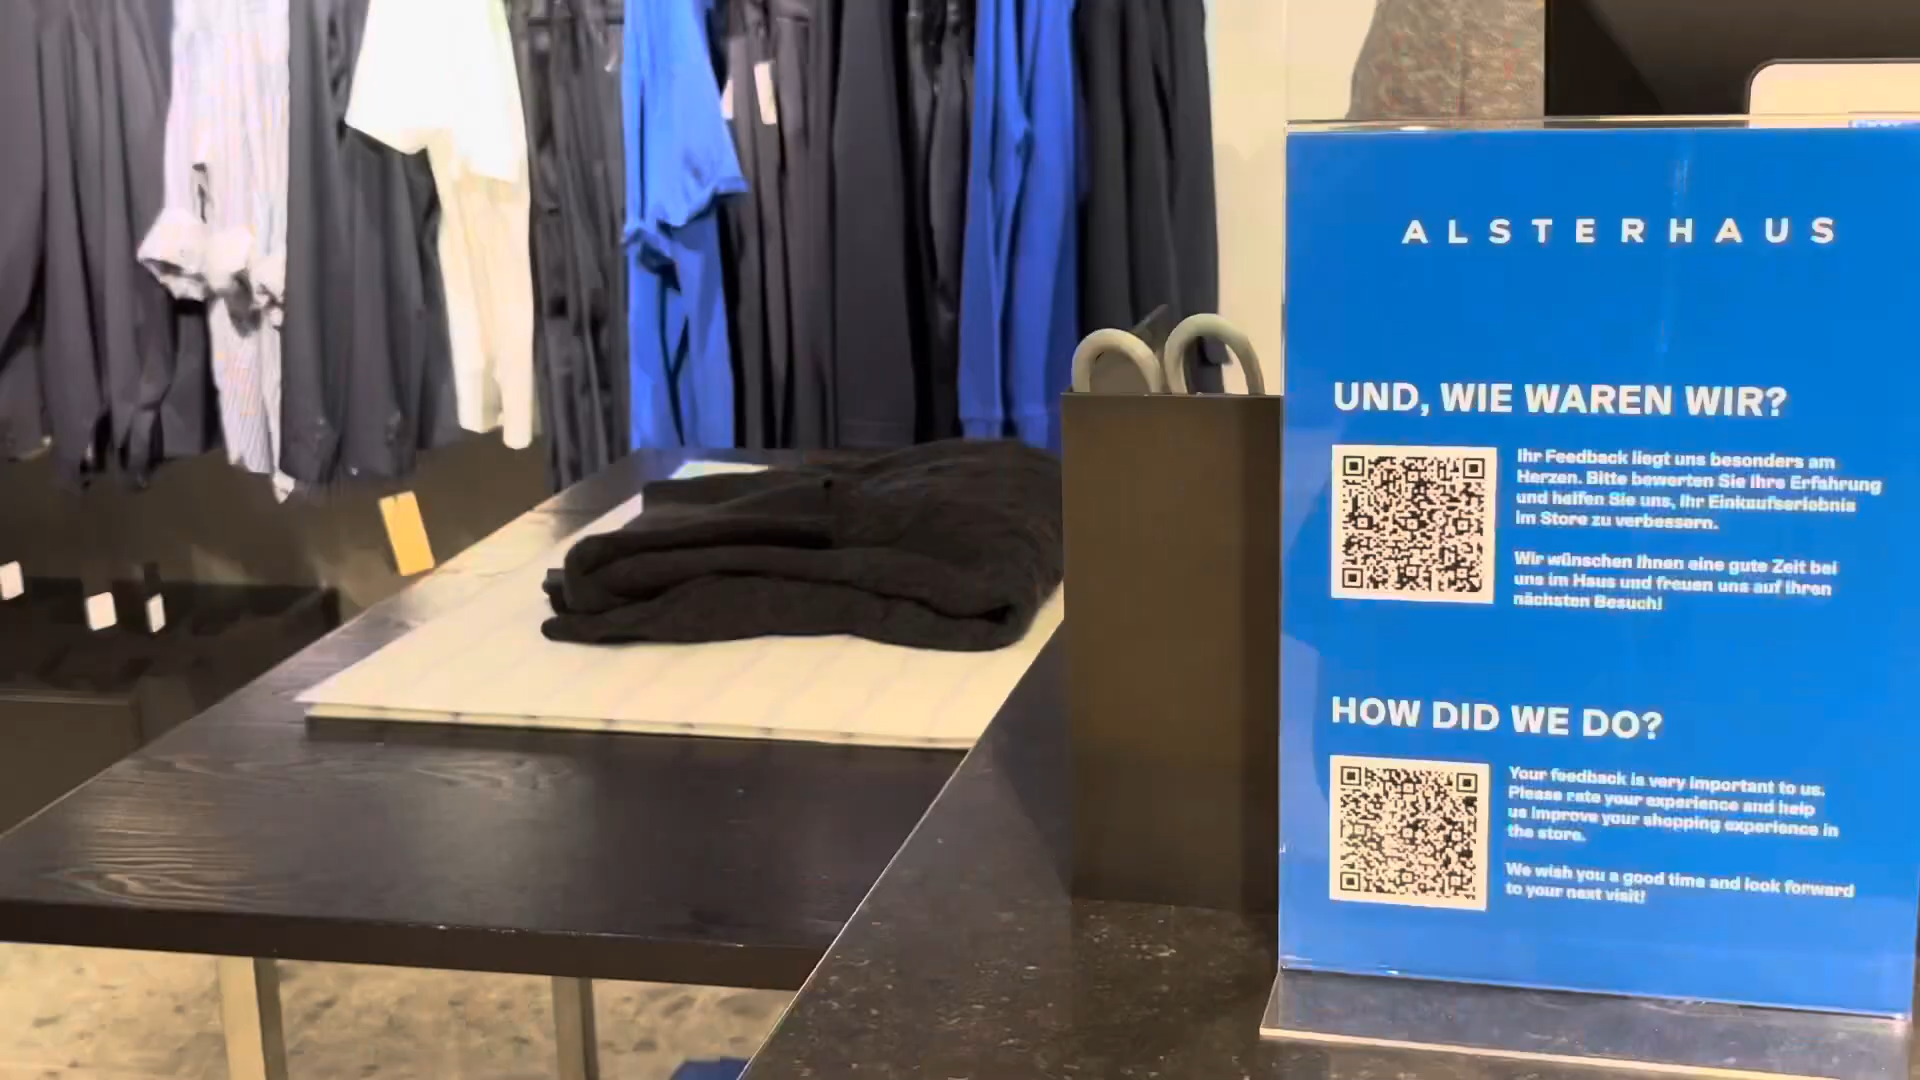 ALSTERHAUS
UND, WIE WAREN WIR?
Ihr Feedback liegt uns besonders am
Herzen. Bitte bewerten Sie Ihre Erfahrung
und helfen Sie uns, Ihr Einkaufserlebnis
im Store zu verbessern.
Wir wünschen Ihnen eine gute Zeit bei
uns im Haus und freuen uns auf Ihren
nächsten Besuch!
HOW DID WE DO?
Your feedback is very important to us.
Please rate your experience and help
us improve your shopping experience in
the store.
We wish you a good time and look forward
to your next visit!